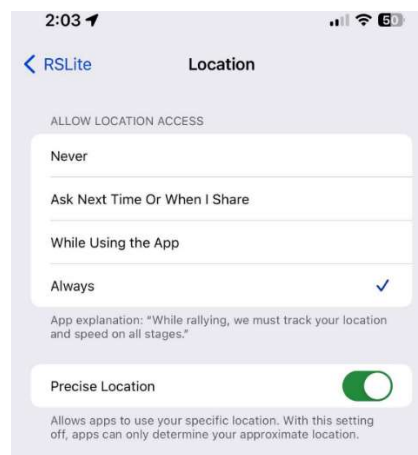 2:03
50
RSLite
Location
ALLOW LOCATION ACCESS
Never
Ask Next Time Or When I Share
While Using the App
Always
App explanation: “While rallying, we must track your location
and speed on all stages.”
Precise Location
Allows apps to use your specific location. With this setting
off, apps can only determine your approximate location.